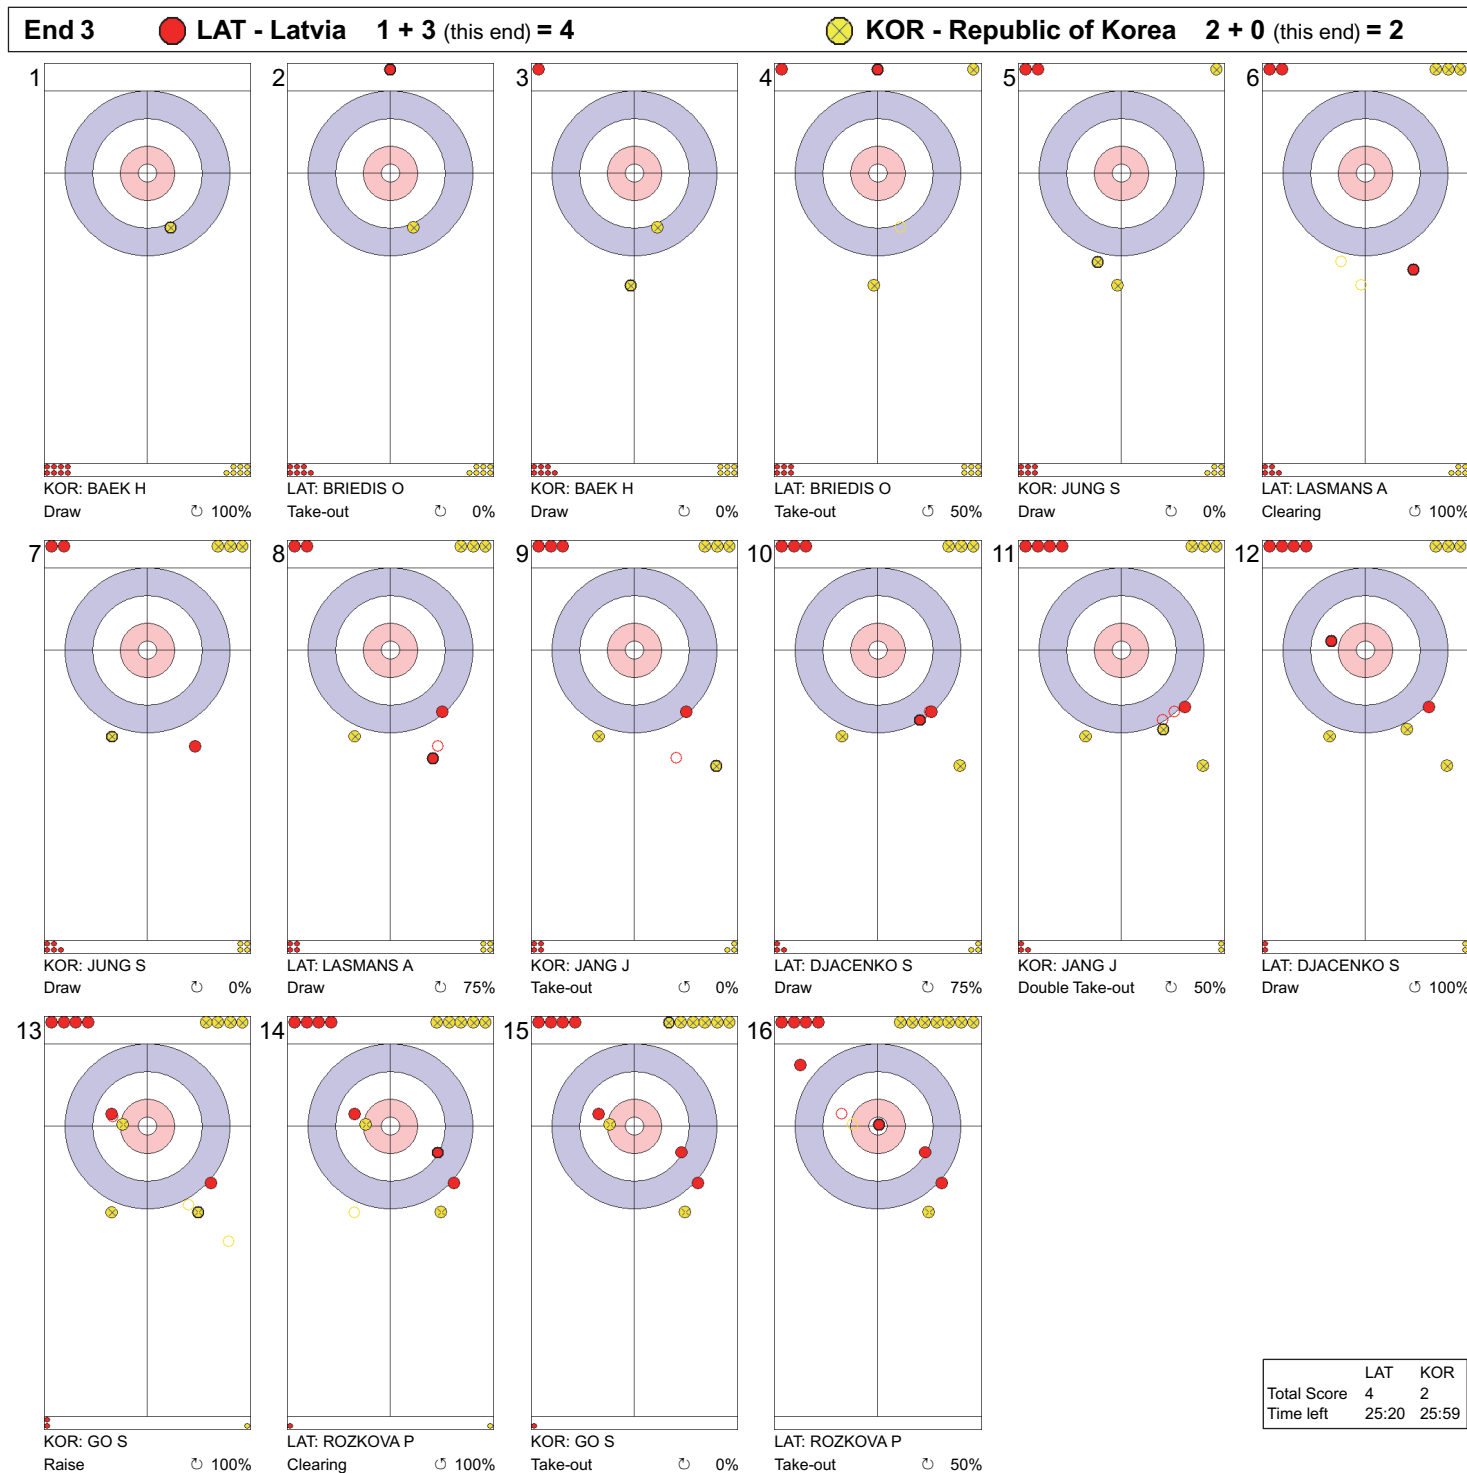 End 3 LAT - Latvia 1 + 3 (this end) = 4 KOR - Republic of Korea 2 + 0 (this end) = 2
1 2 3 4 5 6
KOR: BAEK H LAT: BRIEDIS O KOR: BAEK H LAT: BRIEDIS O KOR: JUNG S LAT: LASMANS A
Draw ↻ 100% Take-out ↻ 0% Draw ↻ 0% Take-out ↺ 50% Draw ↻ 0% Clearing ↺ 100%
7 8 9 10 11 12
KOR: JUNG S LAT: LASMANS A KOR: JANG J LAT: DJACENKO S KOR: JANG J LAT: DJACENKO S
Draw ↻ 0% Draw ↻ 75% Take-out ↺ 0% Draw ↻ 75% Double Take-out ↻ 50% Draw ↺ 100%
13 14 15 16
KOR: GO S LAT: ROZKOVA P KOR: GO S LAT: ROZKOVA P
Raise ↻ 100% Clearing ↺ 100% Take-out ↻ 0% Take-out ↺ 50%
LAT KOR
Total Score 4 2
Time left 25:20 25:59